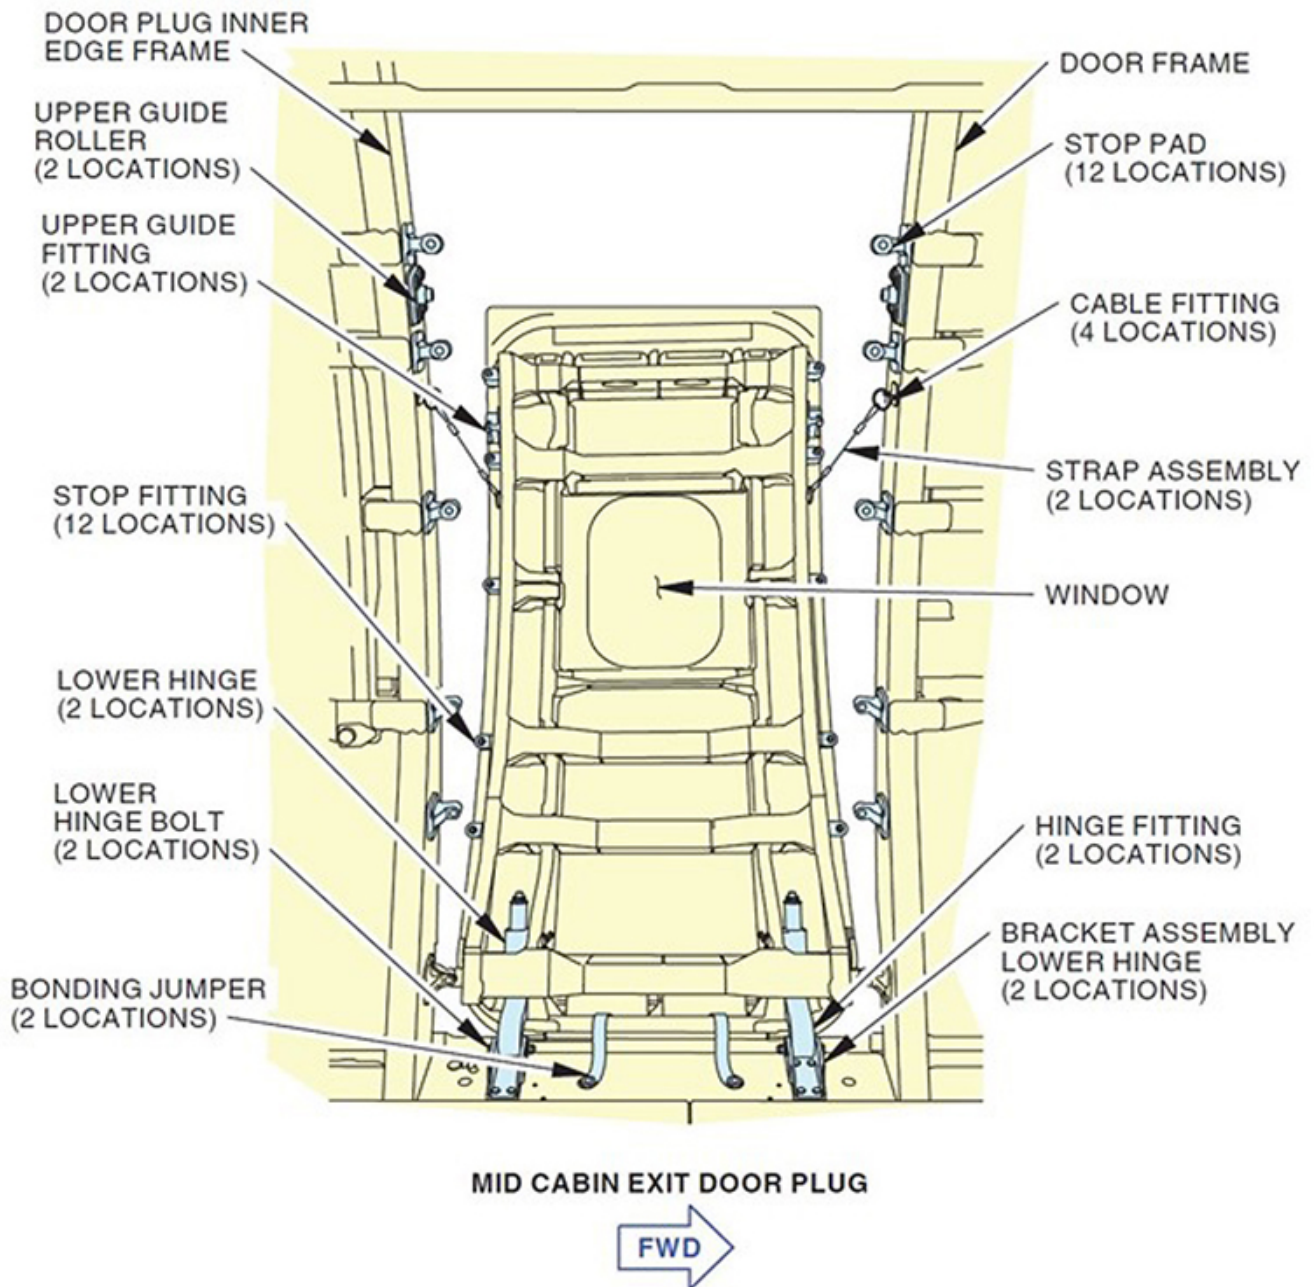 DOOR PLUG INNER
EDGE FRAME
UPPER GUIDE
ROLLER
(2 LOCATIONS)
UPPER GUIDE
FITTING
(2 LOCATIONS)
STOP FITTING
(12 LOCATIONS)
LOWER HINGE
(2 LOCATIONS)
LOWER
HINGE BOLT
(2 LOCATIONS)
BONDING JUMPER
(2 LOCATIONS)
DOOR FRAME
STOP PAD
(12 LOCATIONS)
CABLE FITTING
(4 LOCATIONS)
STRAP ASSEMBLY
(2 LOCATIONS)
WINDOW
HINGE FITTING
(2 LOCATIONS)
BRACKET ASSEMBLY
LOWER HINGE
(2 LOCATIONS)
MID CABIN EXIT DOOR PLUG
FWD